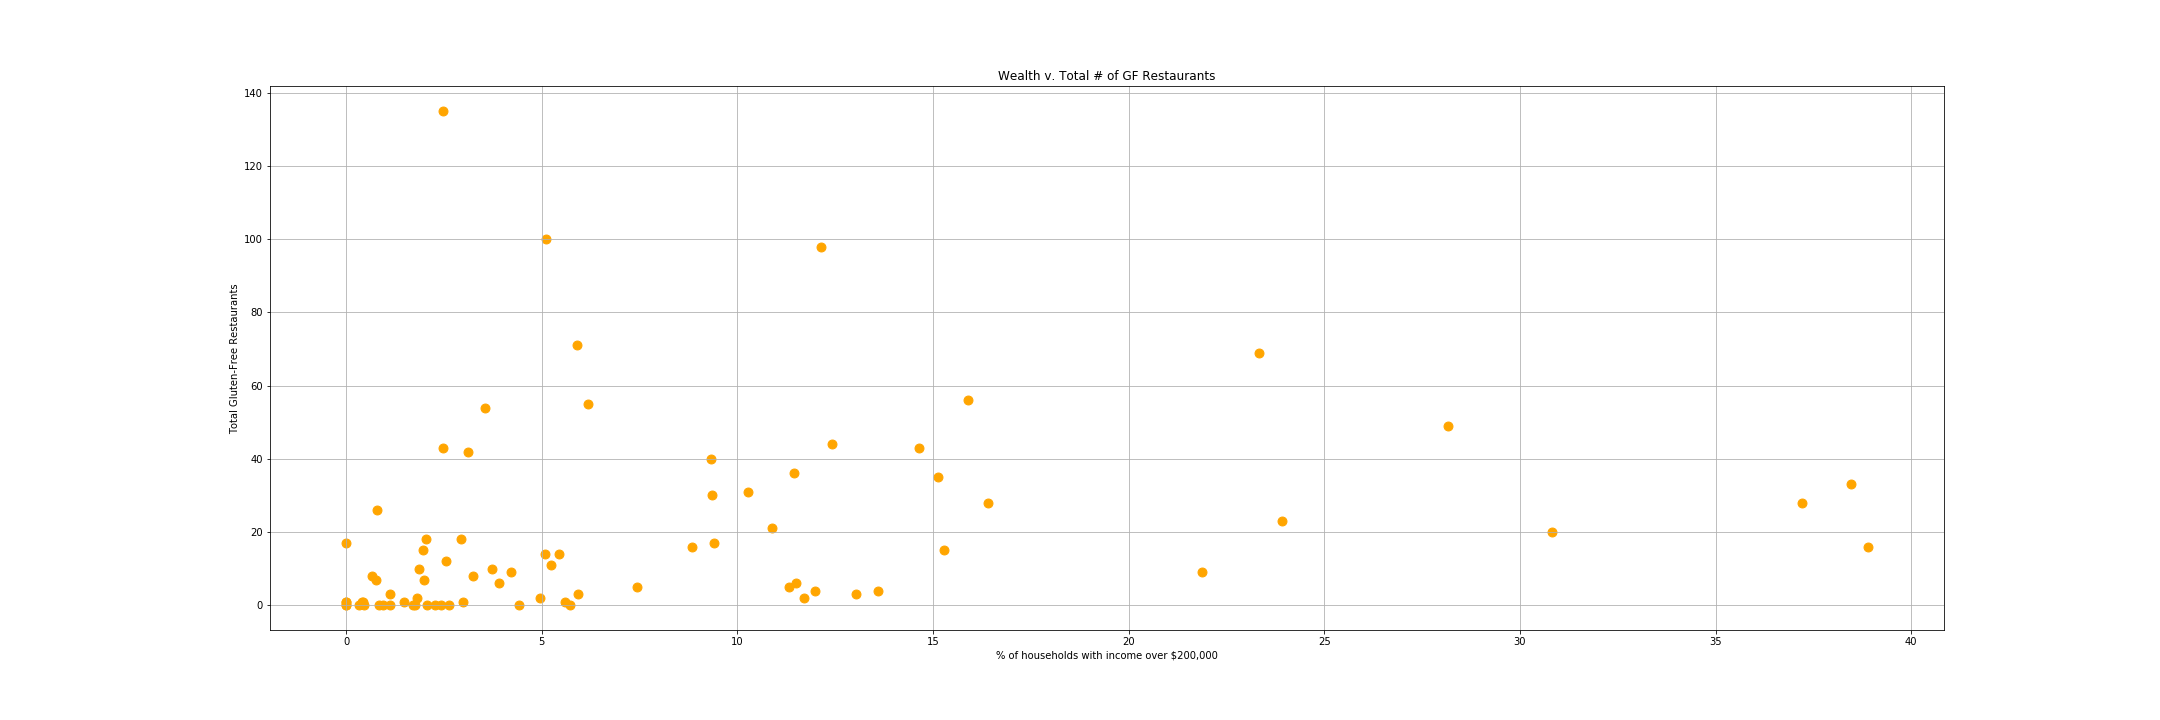 Wealth v. Total # of GF Restaurants
140
120
100
80
60
40
20
0
Total Gluten-Free Restaurants
0 5 10 15 20 25 30 35 40
% of households with income over $200,000